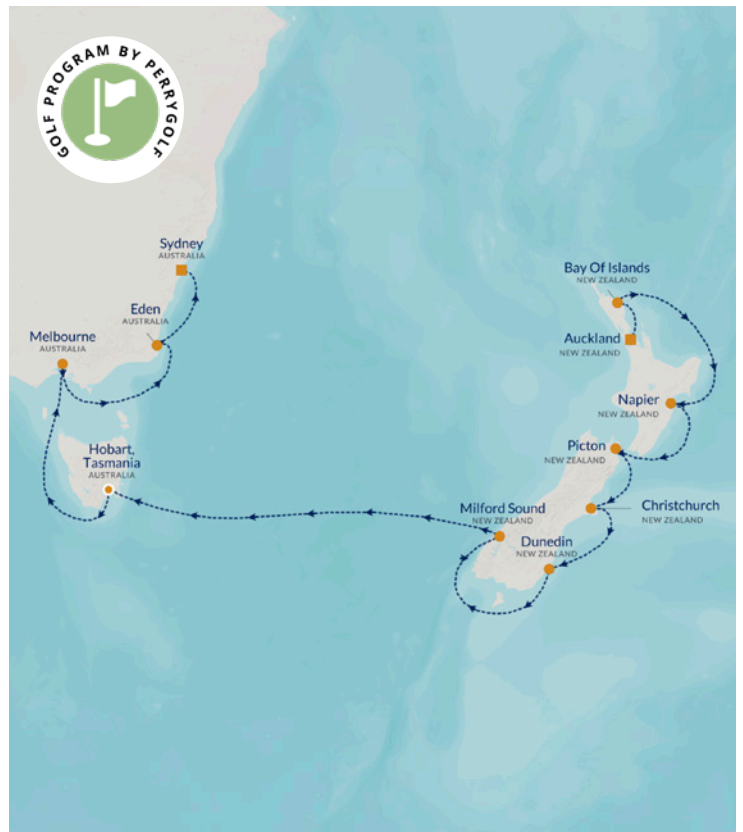 GOLF PROGRAM BY PERRYGOLF
Sydney
AUSTRALIA
Eden
AUSTRALIA
Melbourne
AUSTRALIA
Hobart,
Tasmania
AUSTRALIA
Bay Of Islands
NEW ZEALAND
Auckland
NEW ZEALAND
Napier
NEW ZEALAND
Picton
NEW ZEALAND
Christchurch
NEW ZEALAND
Milford Sound
NEW ZEALAND
Dunedin
NEW ZEALAND